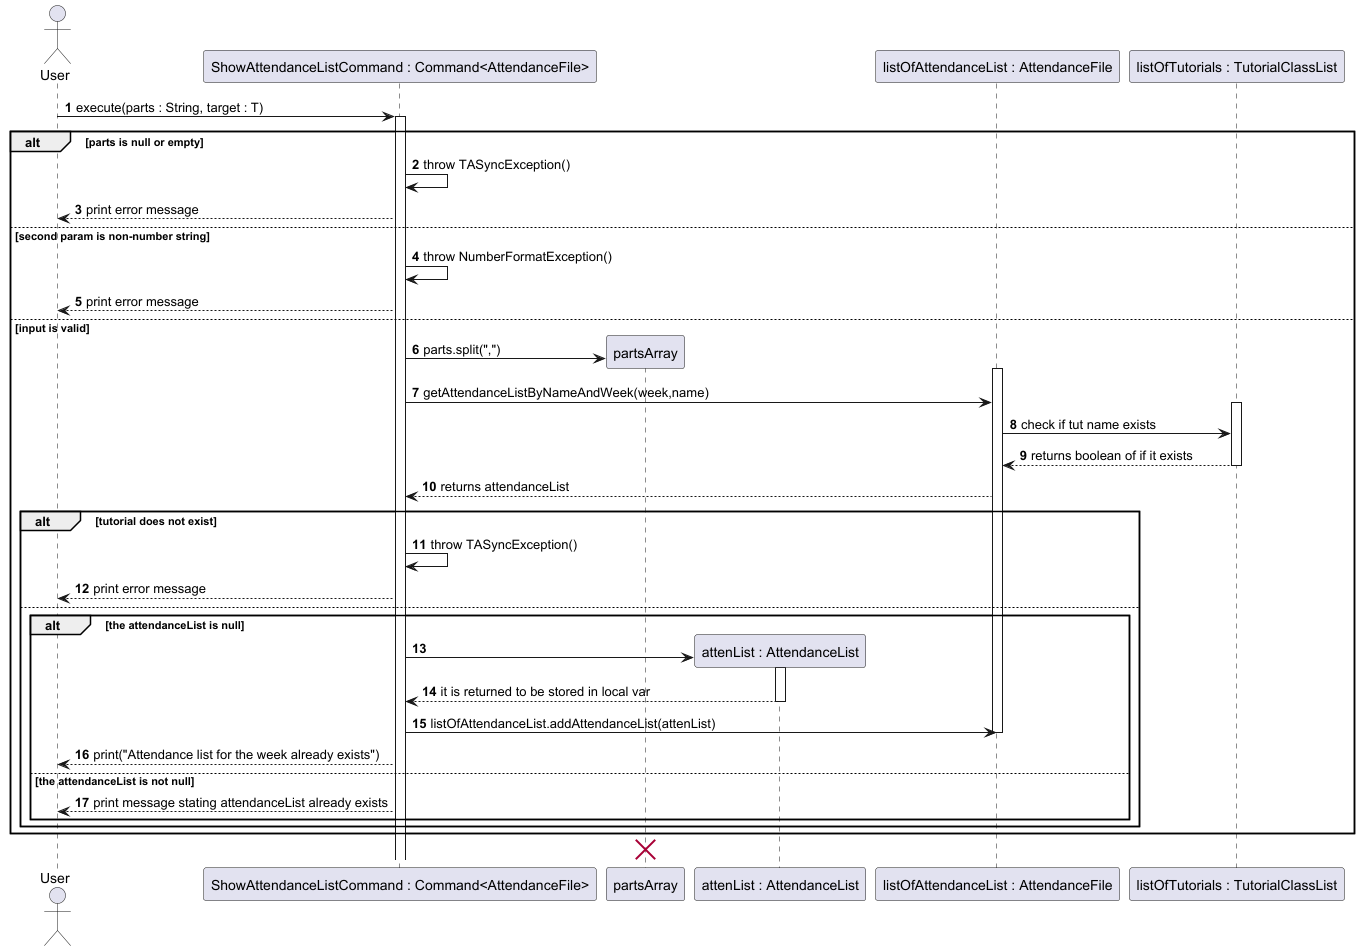 User
ShowAttendanceListCommand : Command<AttendanceFile>
listOfAttendanceList : AttendanceFile
listOfTutorials : TutorialClassList
1 execute(parts : String, target : T)
alt [parts is null or empty]
2 throw TASyncException()
3 print error message
[second param is non-number string]
4 throw NumberFormatException()
5 print error message
[input is valid]
6 parts.split(",")
partsArray
7 getAttendanceListByNameAndWeek(week,name)
8 check if tut name exists
9 returns boolean of if it exists
10 returns attendanceList
alt [tutorial does not exist]
11 throw TASyncException()
12 print error message
alt [the attendanceList is null]
13
attenList : AttendanceList
14 it is returned to be stored in local var
15 listOfAttendanceList.addAttendanceList(attenList)
16 print("Attendance list for the week already exists")
[the attendanceList is not null]
17 print message stating attendanceList already exists
User
ShowAttendanceListCommand : Command<AttendanceFile>
partsArray
attenList : AttendanceList
listOfAttendanceList : AttendanceFile
listOfTutorials : TutorialClassList